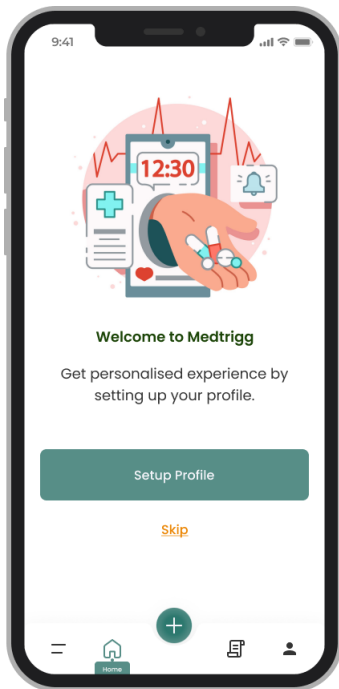 9:41
12:30
Welcome to Medtrigg
Get personalised experience by
setting up your profile.
Setup Profile
Skip
Home